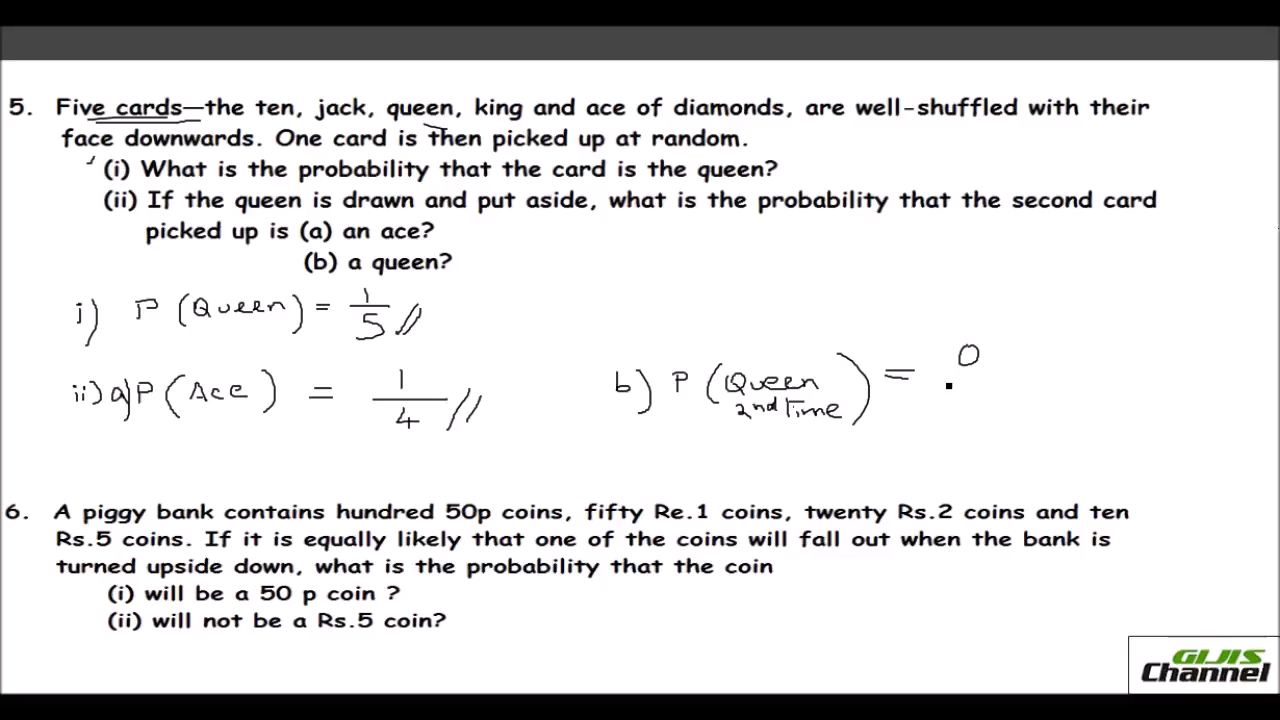 5. Five cards—the ten, jack, queen, king and ace of diamonds, are well-shuffled with their
face downwards. One card is then picked up at random.
(i) What is the probability that the card is the queen?
(ii) If the queen is drawn and put aside, what is the probability that the second card
picked up is (a) an ace?
(b) a queen?
i) P (Queen) = 1/5 //
ii) a) P (Ace) = 1/4 //
b) P (Queen 2nd Time) = 0
6. A piggy bank contains hundred 50p coins, fifty Re.1 coins, twenty Rs.2 coins and ten
Rs.5 coins. If it is equally likely that one of the coins will fall out when the bank is
turned upside down, what is the probability that the coin
(i) will be a 50 p coin ?
(ii) will not be a Rs.5 coin?
GIJIS
Channel